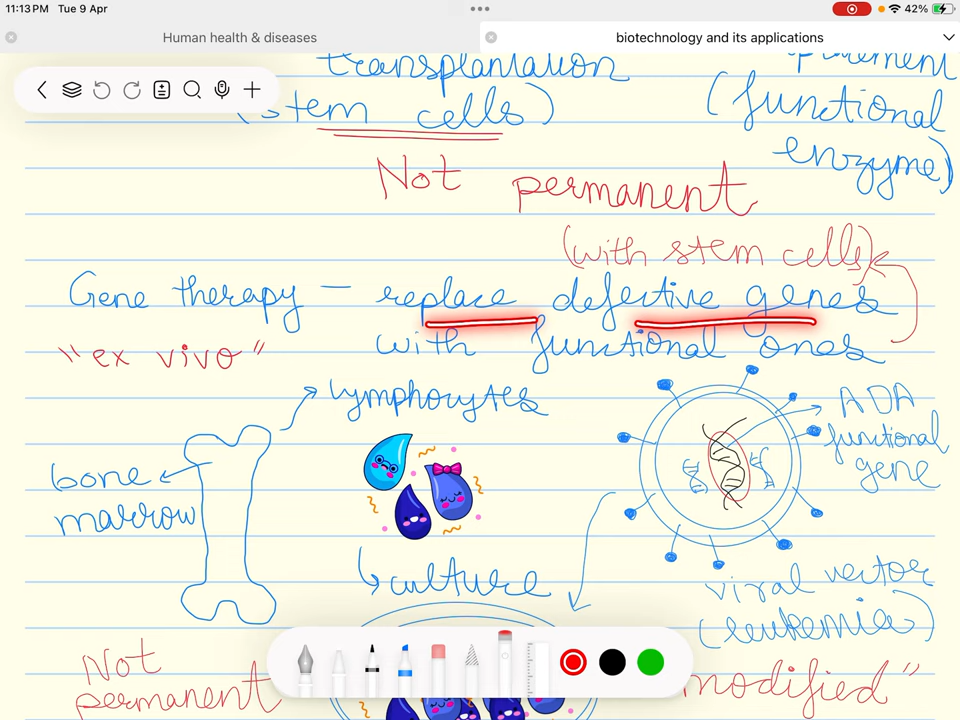 11:13 PM Tue 9 Apr
42%
Human health & diseases
biotechnology and its applications
transplantation
(stem cells)
(functional
enzyme)
Not permanent
(with stem cells)
Gene therapy – replace defective genes
with functional ones
"ex vivo"
lymphocytes
ADA
functional
gene
bone
marrow
culture
viral vector
(leukemia)
Not
permanent
modified"